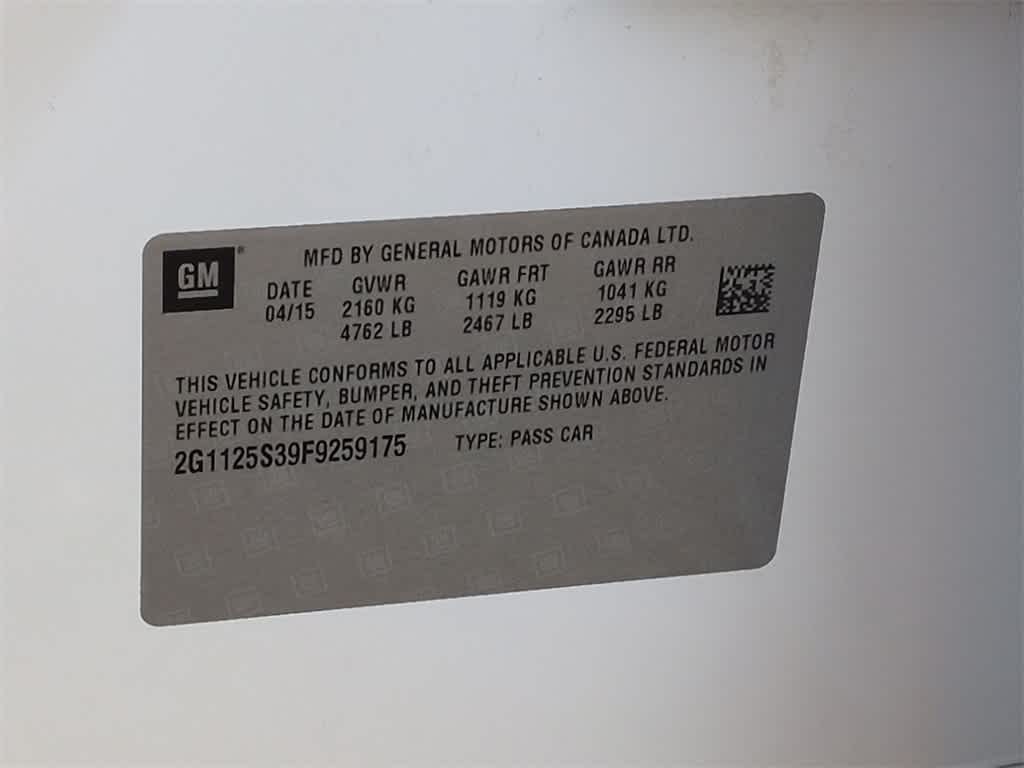 GM®
MFD BY GENERAL MOTORS OF CANADA LTD.
DATE GVWR GAWR FRT GAWR RR
04/15 2160 KG 1119 KG 1041 KG
4762 LB 2467 LB 2295 LB
THIS VEHICLE CONFORMS TO ALL APPLICABLE U.S. FEDERAL MOTOR
VEHICLE SAFETY, BUMPER, AND THEFT PREVENTION STANDARDS IN
EFFECT ON THE DATE OF MANUFACTURE SHOWN ABOVE.
2G1125S39F9259175 TYPE: PASS CAR